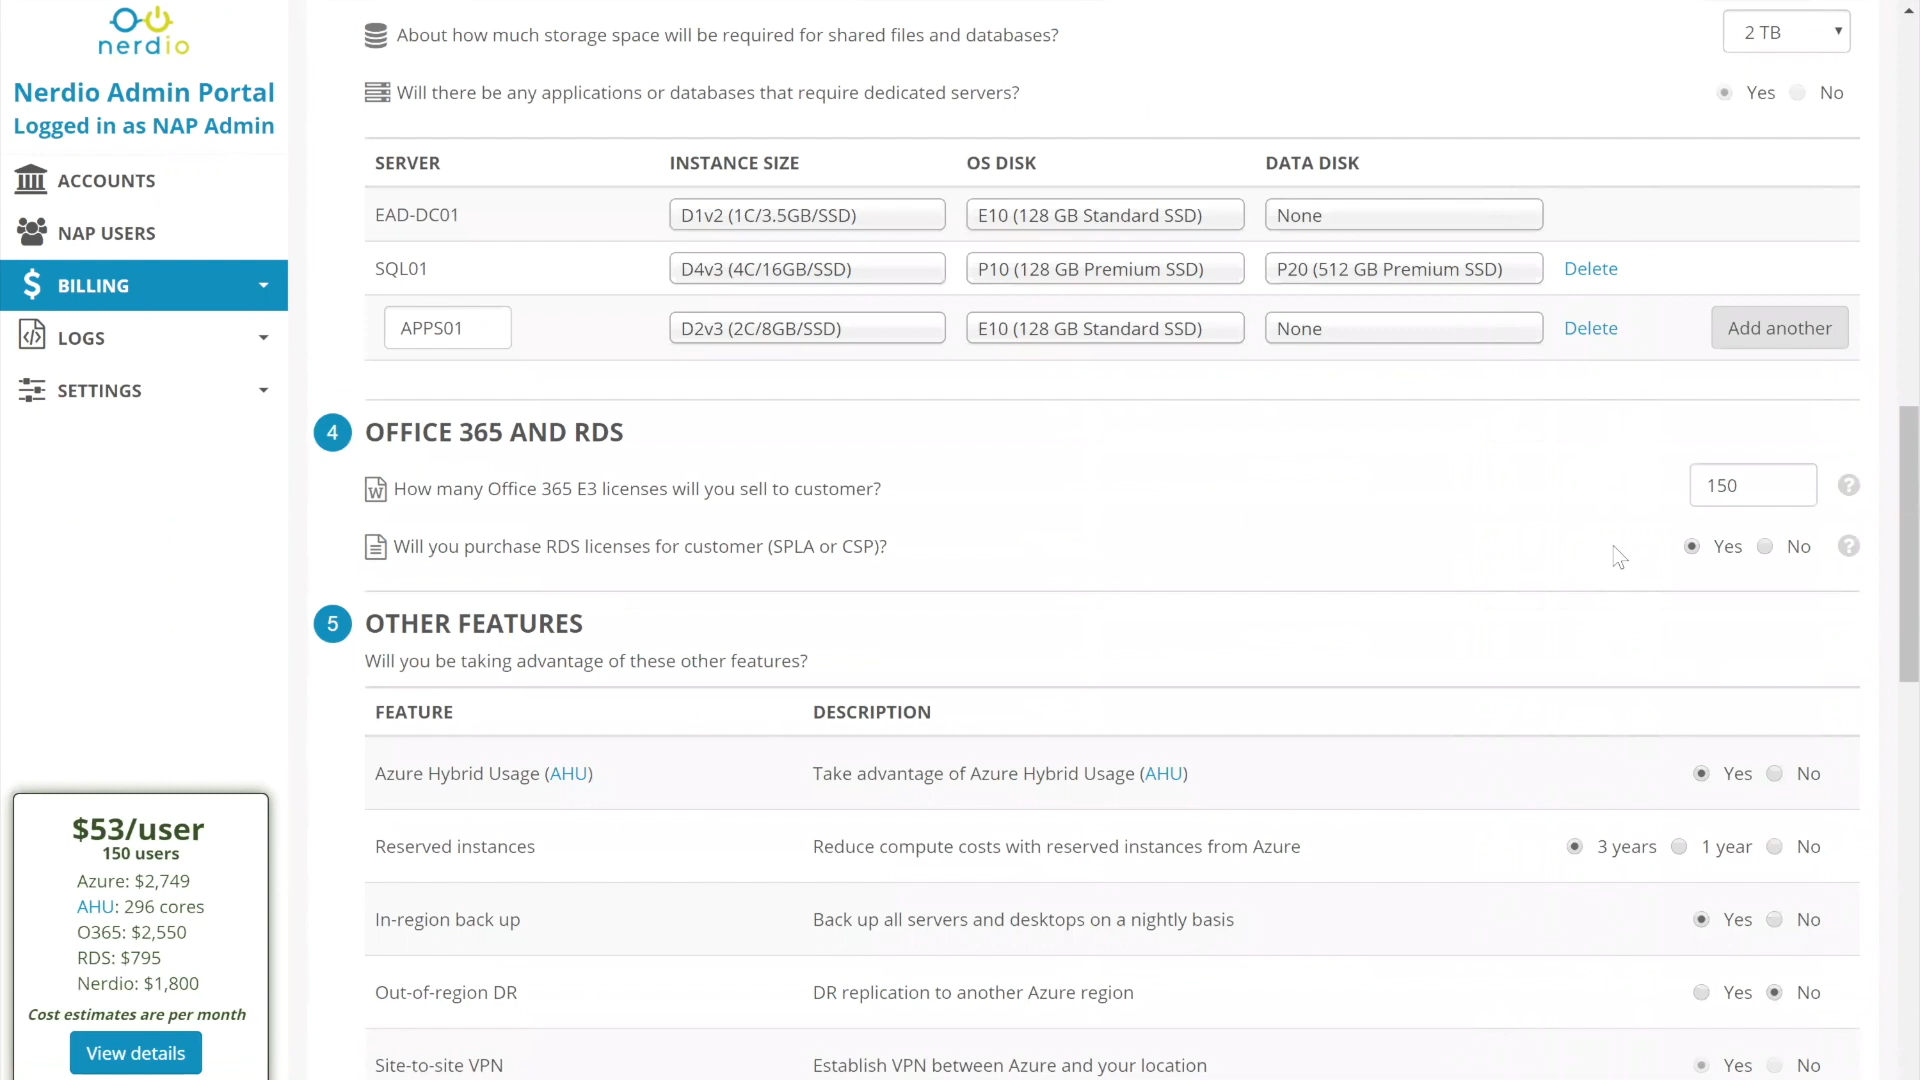 nerdio
Nerdio Admin Portal
Logged in as NAP Admin
ACCOUNTS
NAP USERS
BILLING
LOGS
SETTINGS
$53/user
150 users
Azure: $2,749
AHU: 296 cores
O365: $2,550
RDS: $795
Nerdio: $1,800
Cost estimates are per month
View details
About how much storage space will be required for shared files and databases? 2 TB
Will there be any applications or databases that require dedicated servers? Yes No
SERVER INSTANCE SIZE OS DISK DATA DISK
EAD-DC01 D1v2 (1C/3.5GB/SSD) E10 (128 GB Standard SSD) None
SQL01 D4v3 (4C/16GB/SSD) P10 (128 GB Premium SSD) P20 (512 GB Premium SSD) Delete
APPS01 D2v3 (2C/8GB/SSD) E10 (128 GB Standard SSD) None Delete Add another
4 OFFICE 365 AND RDS
W How many Office 365 E3 licenses will you sell to customer? 150 ?
Will you purchase RDS licenses for customer (SPLA or CSP)? Yes No ?
5 OTHER FEATURES
Will you be taking advantage of these other features?
FEATURE DESCRIPTION
Azure Hybrid Usage (AHU) Take advantage of Azure Hybrid Usage (AHU) Yes No
Reserved instances Reduce compute costs with reserved instances from Azure 3 years 1 year No
In-region back up Back up all servers and desktops on a nightly basis Yes No
Out-of-region DR DR replication to another Azure region Yes No
Site-to-site VPN Establish VPN between Azure and your location Yes No